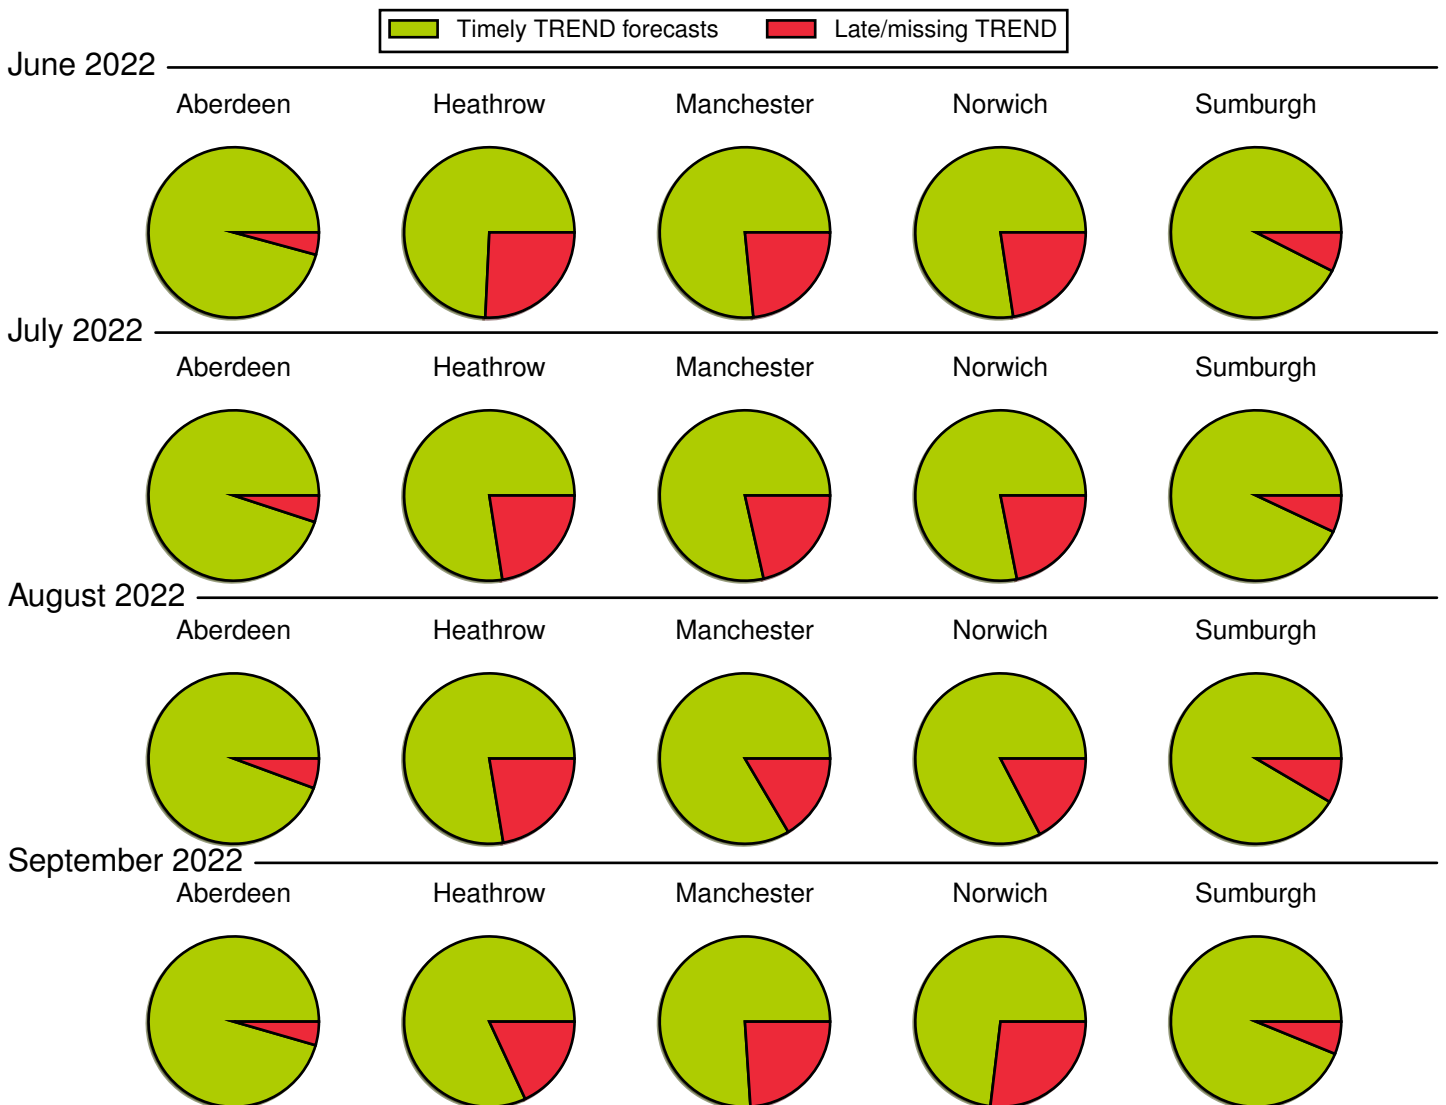 Timely TREND forecasts Late/missing TREND
June 2022
Aberdeen Heathrow Manchester Norwich Sumburgh
July 2022
Aberdeen Heathrow Manchester Norwich Sumburgh
August 2022
Aberdeen Heathrow Manchester Norwich Sumburgh
September 2022
Aberdeen Heathrow Manchester Norwich Sumburgh